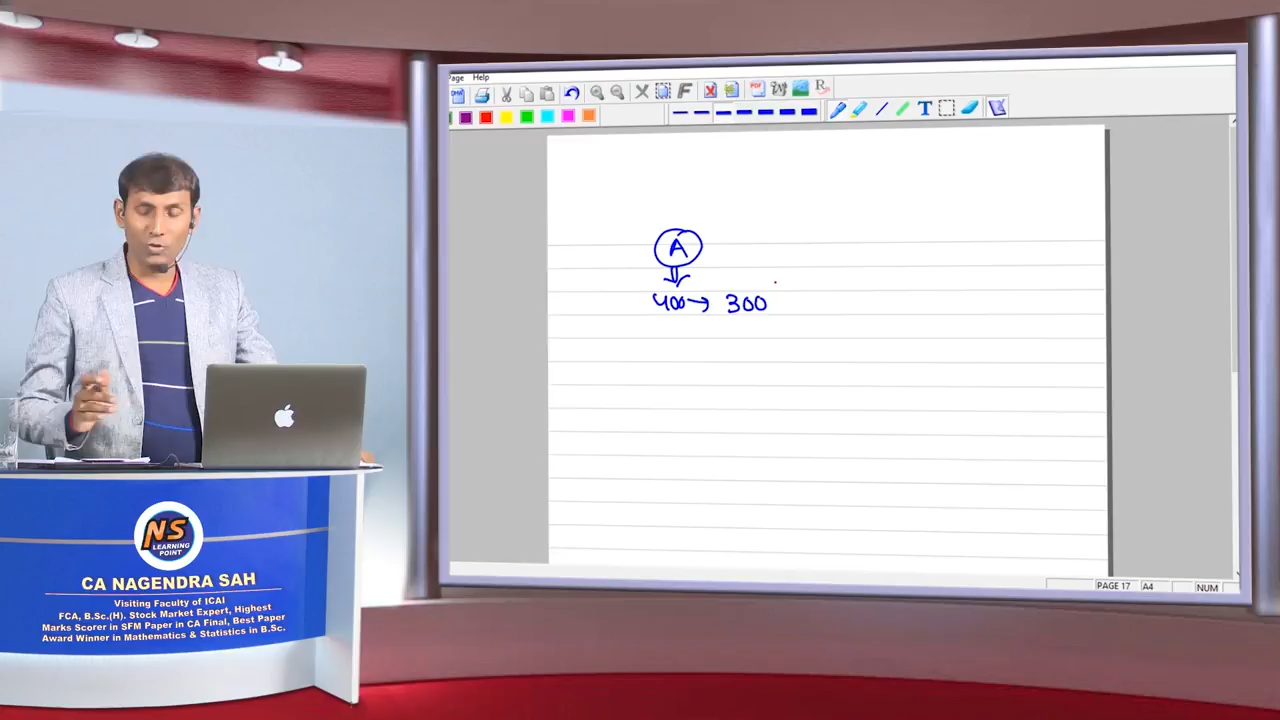 Page Help
F
PDF
R
T
A
400 → 300
PAGE 17 A4 NUM
NS
LEARNING
POINT
CA NAGENDRA SAH
Visiting Faculty of ICAI
FCA, B.Sc.(H). Stock Market Expert, Highest
Marks Scorer in SFM Paper in CA Final, Best Paper
Award Winner in Mathematics & Statistics in B.Sc.